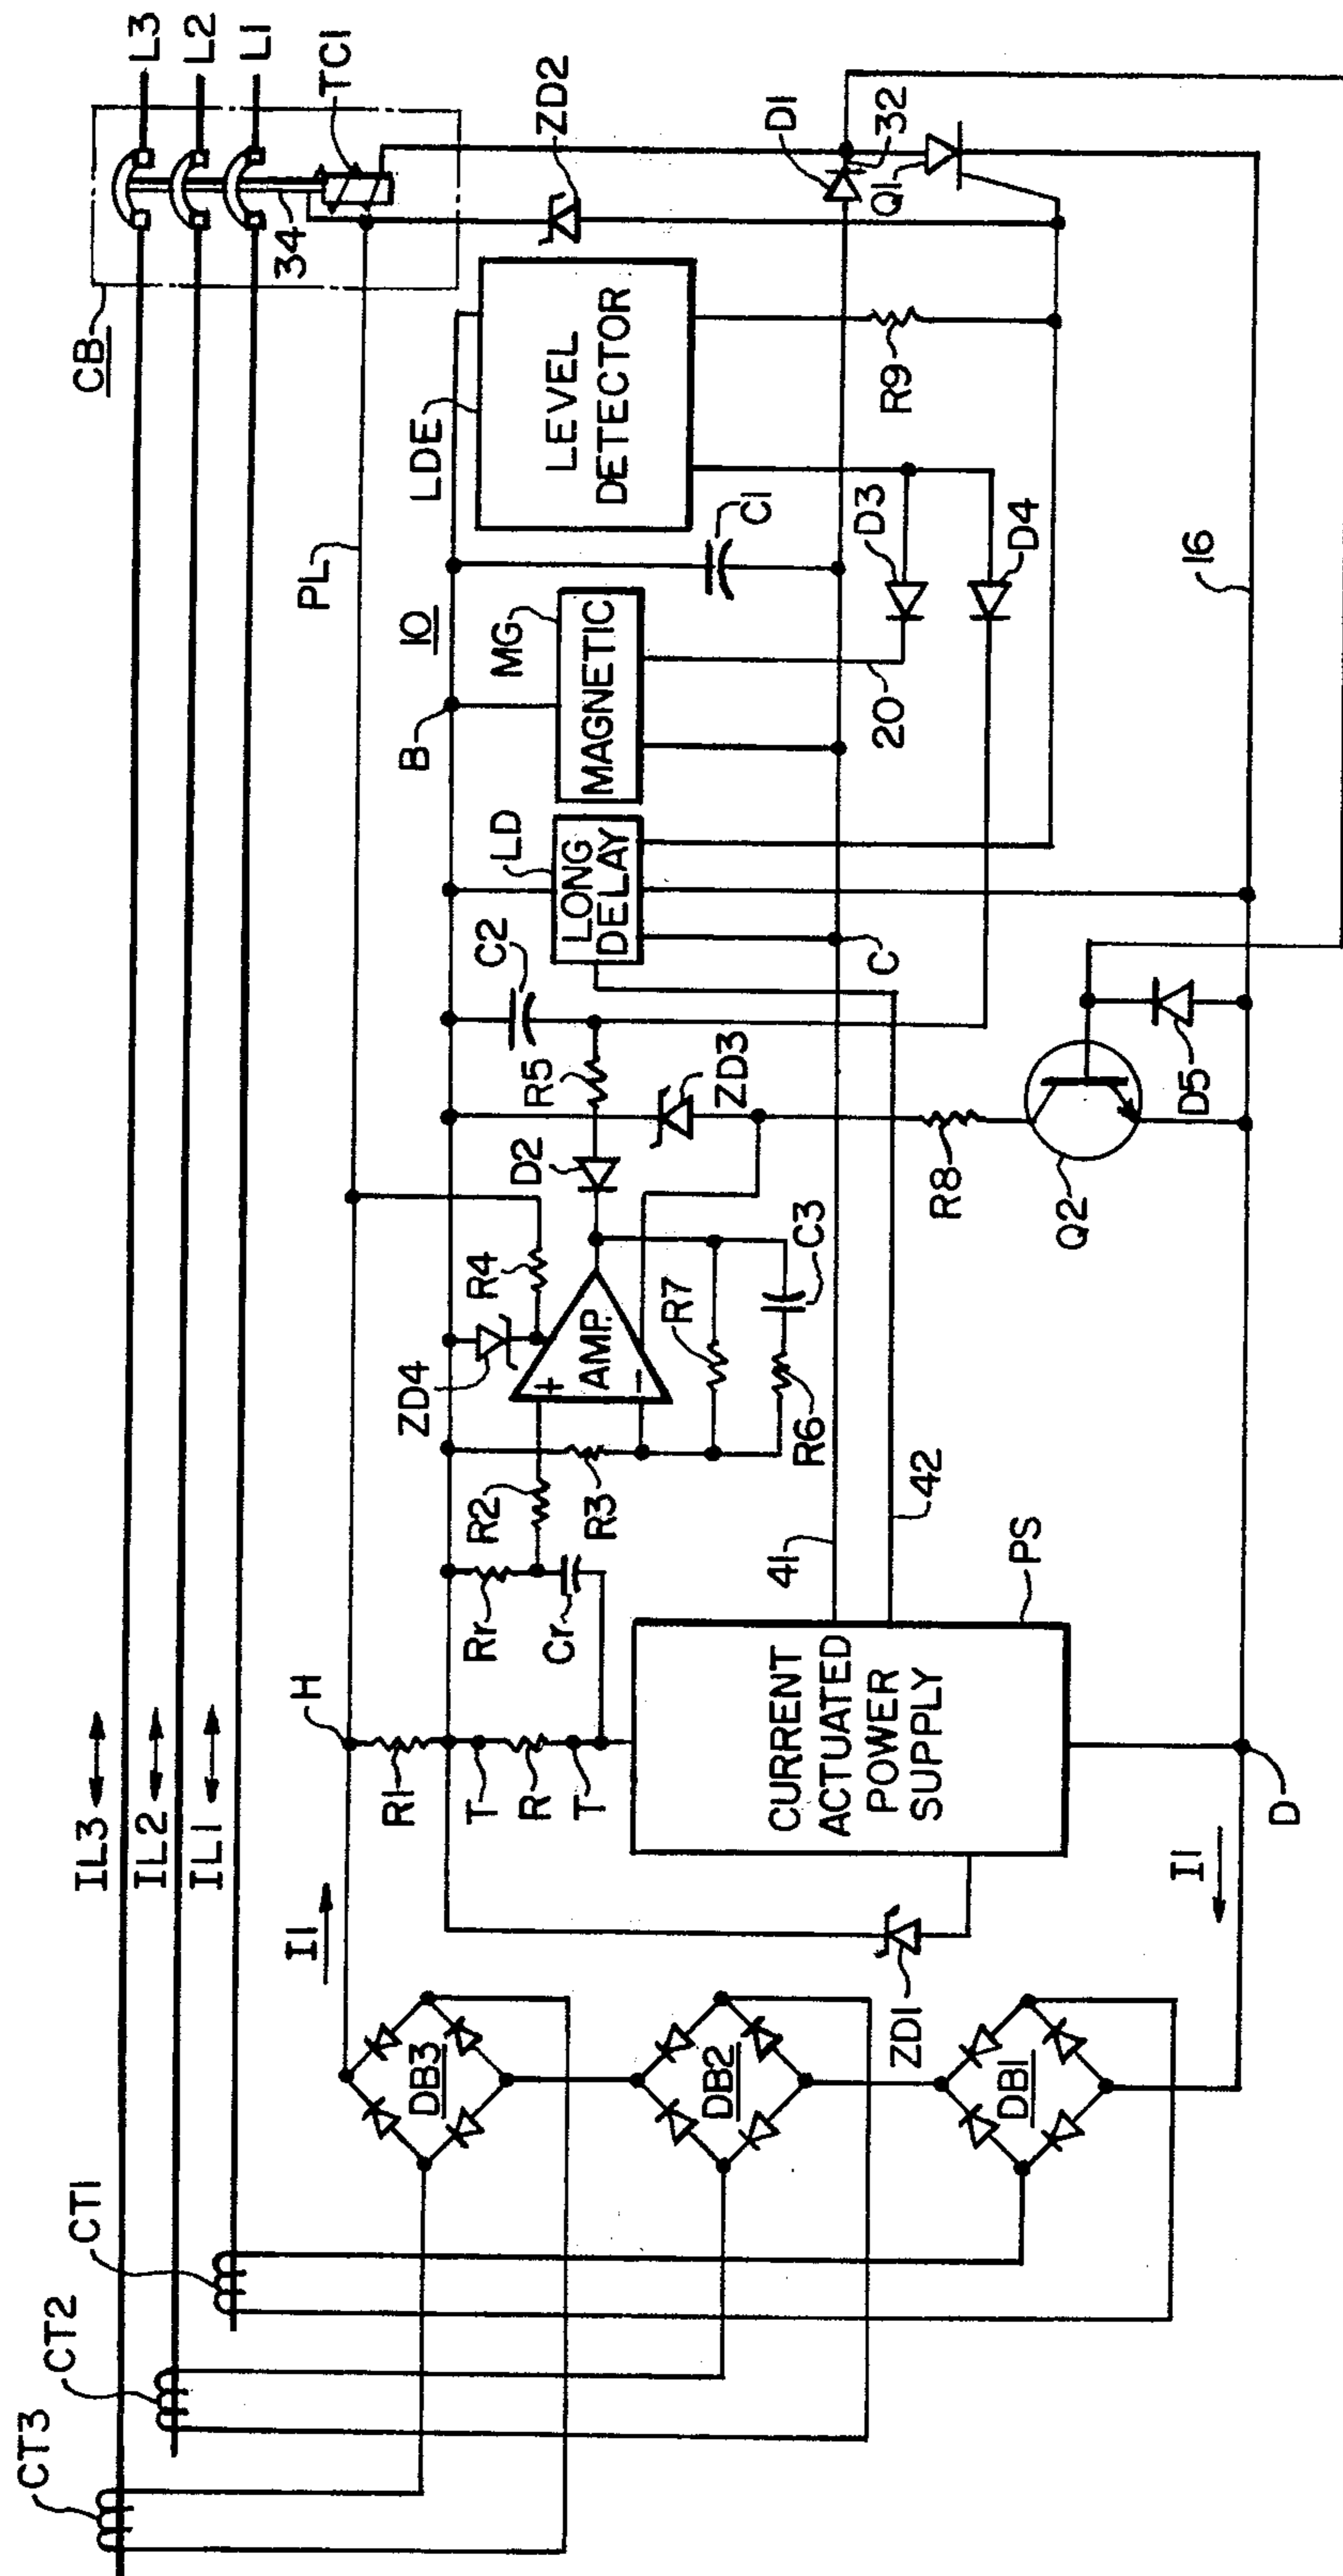 CT3
CT2
CT1
IL3
IL2
IL1
L3
L2
L1
CB
34
TC1
I1
H
PL
10
B
R1
T
R
T
Rr
Cr
R2
R3
ZD4
R4
+
AMP.
-
R7
R6
C3
D2
R5
C2
ZD3
LD
LONG
DELAY
MG
MAGNETIC
C1
LDE
LEVEL
DETECTOR
ZD2
D1
32
Q1
R9
D3
D4
20
C
41
42
CURRENT
ACTUATED
POWER
SUPPLY
PS
ZD1
DB3
DB2
DB1
I1
D
R8
Q2
D5
16